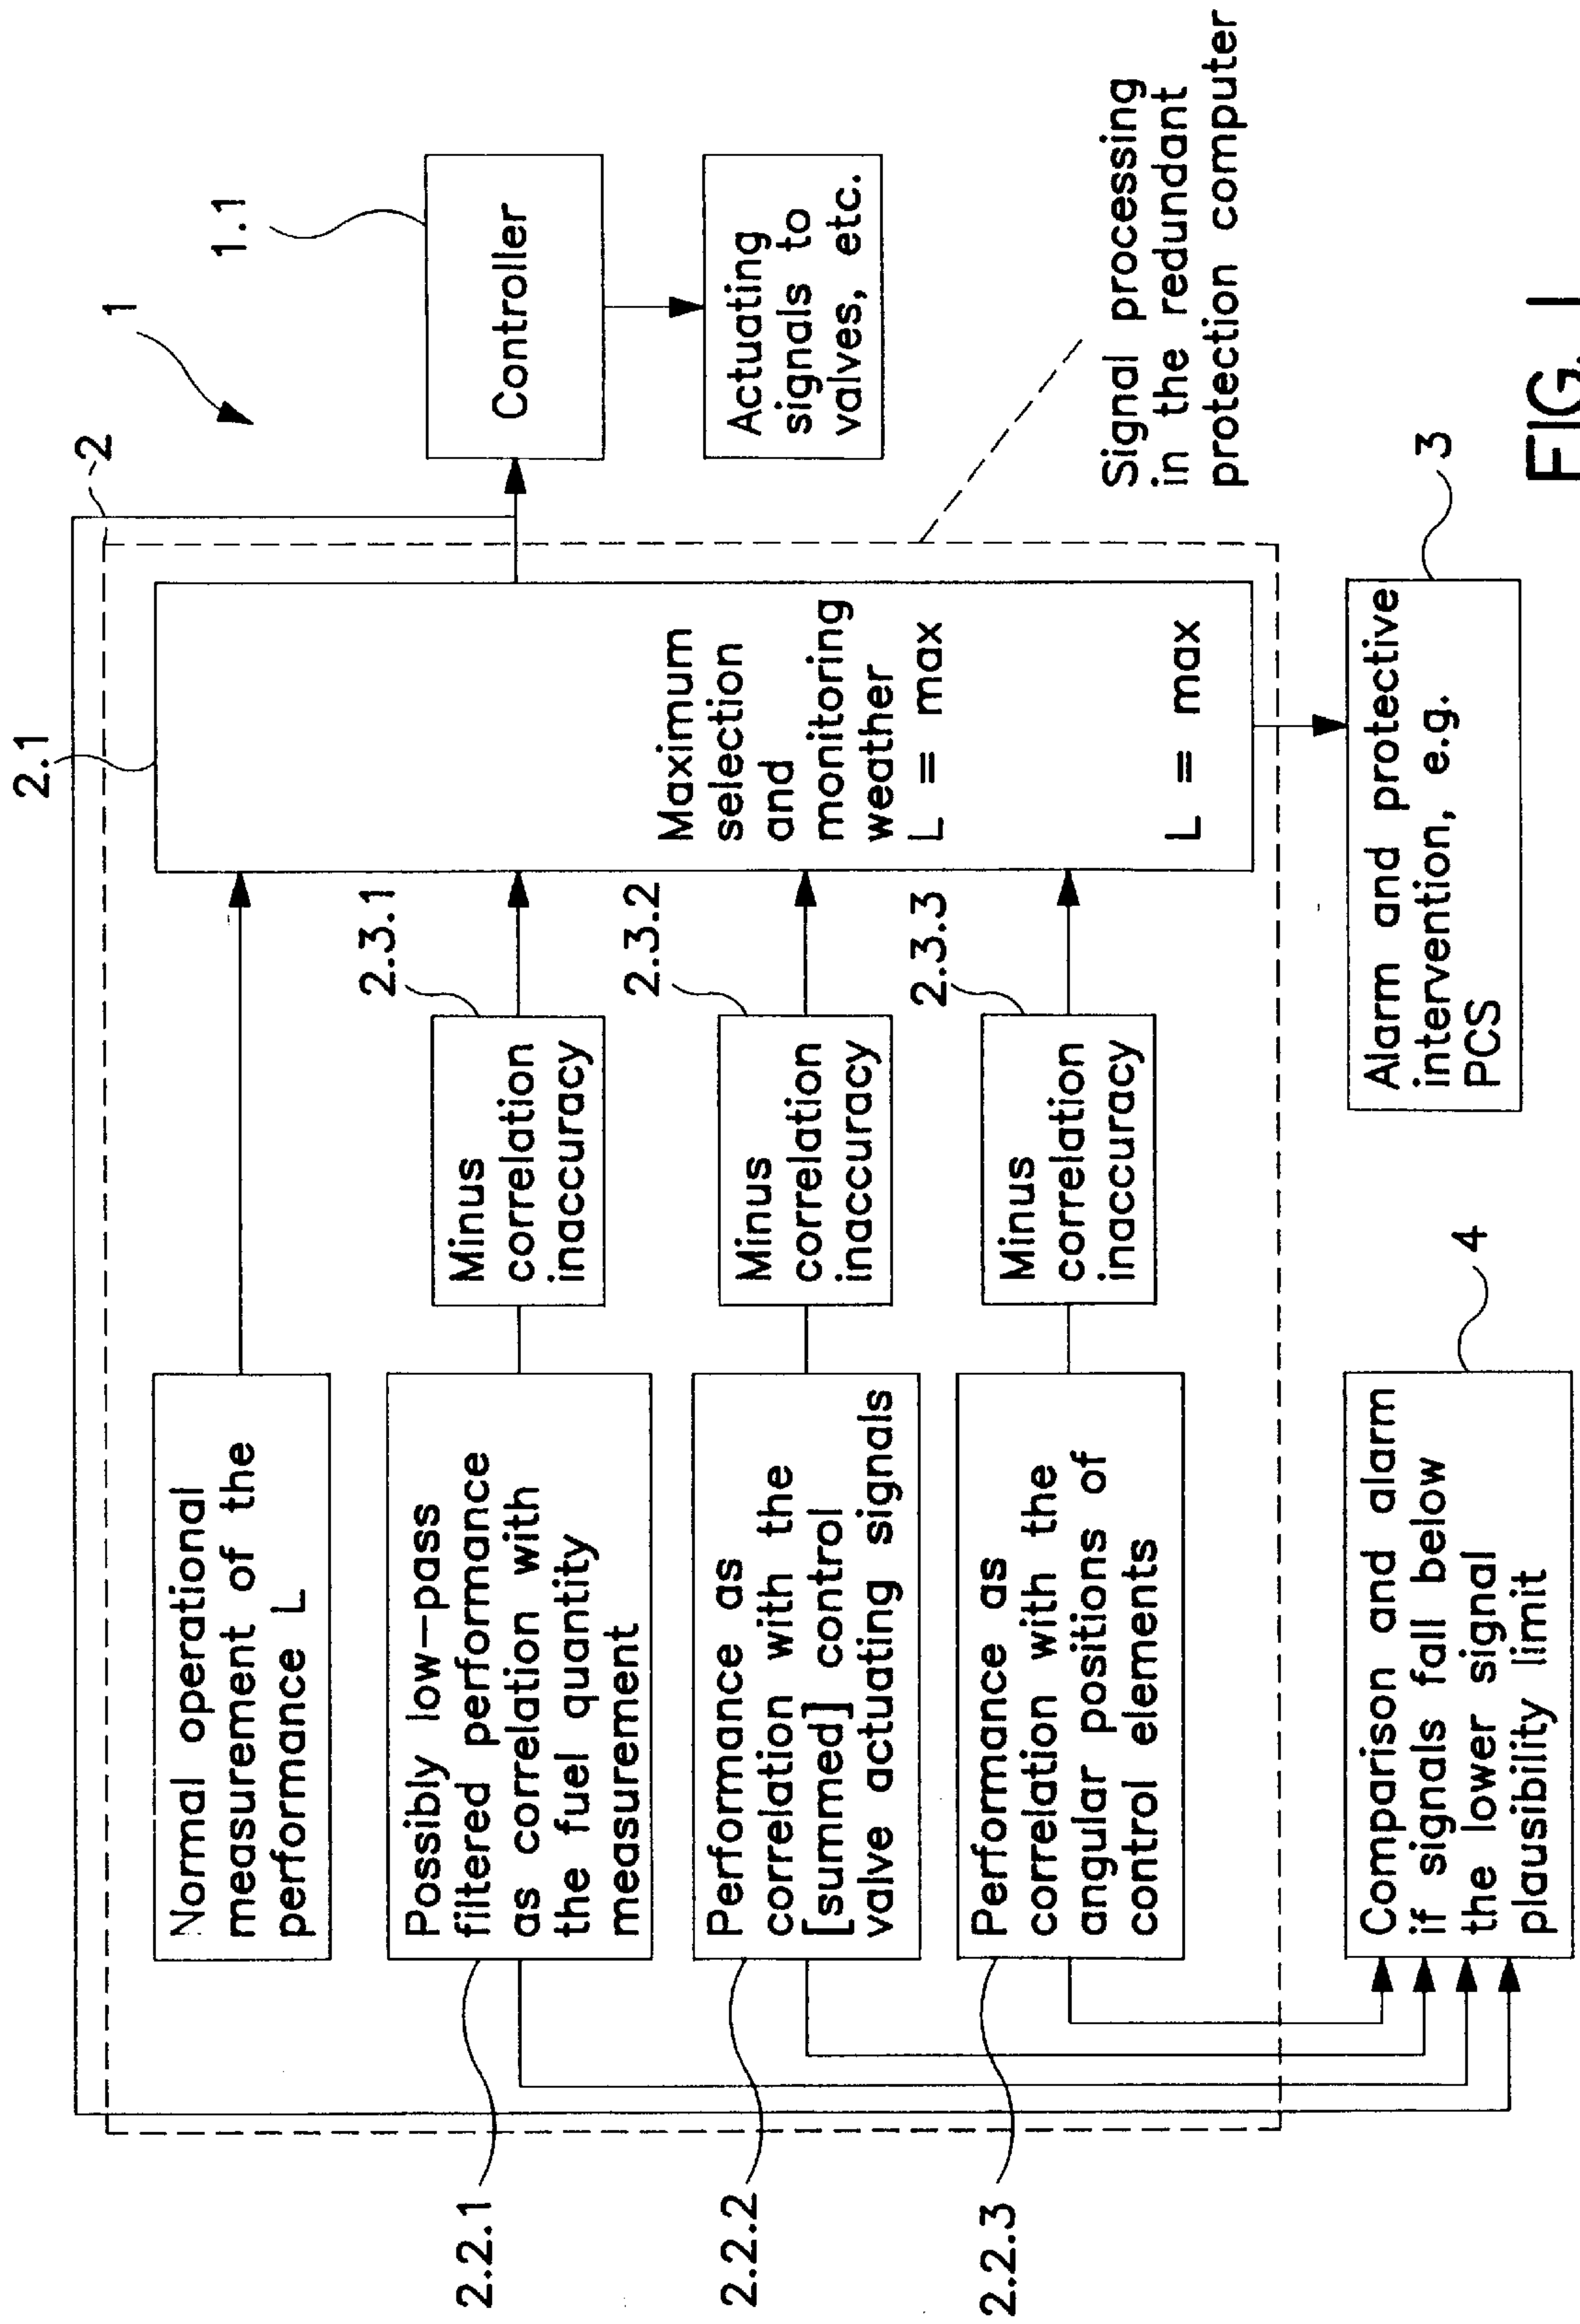 1
1.1
Controller
Actuating
signals to
valves, etc.
2
2.1
Maximum
selection
and
monitoring
weather
L = max
L = max
Normal operational
measurement of the
performance L
2.2.1
Possibly low-pass
filtered performance
as correlation with
the fuel quantity
measurement
2.3.1
Minus
correlation
inaccuracy
2.2.2
Performance as
correlation with the
[summed] control
valve actuating signals
2.3.2
Minus
correlation
inaccuracy
2.2.3
Performance as
correlation with the
angular positions of
control elements
2.3.3
Minus
correlation
inaccuracy
Signal processing
in the redundant
protection computer
4
Comparison and alarm
if signals fall below
the lower signal
plausibility limit
3
Alarm and protective
intervention, e.g.
PCS
FIG. 1